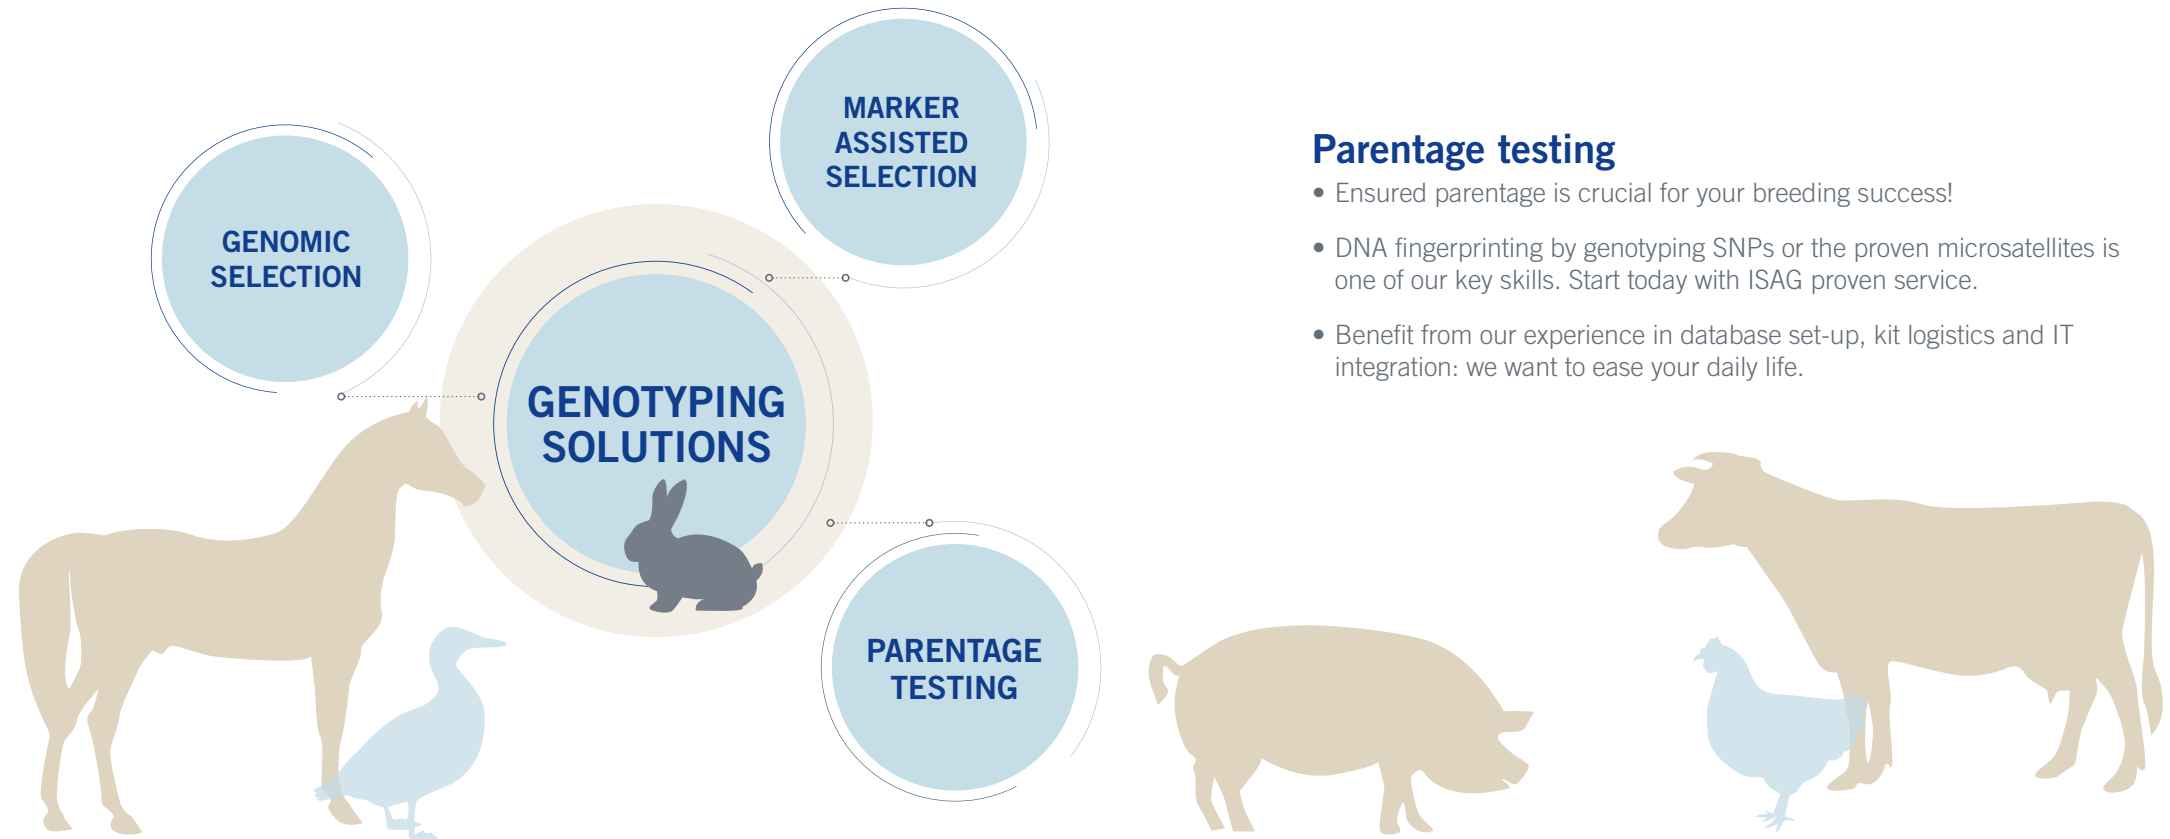 GENOMIC
SELECTION
MARKER
ASSISTED
SELECTION
GENOTYPING
SOLUTIONS
PARENTAGE
TESTING
Parentage testing
• Ensured parentage is crucial for your breeding success!
• DNA fingerprinting by genotyping SNPs or the proven microsatellites is
one of our key skills. Start today with ISAG proven service.
• Benefit from our experience in database set-up, kit logistics and IT
integration: we want to ease your daily life.